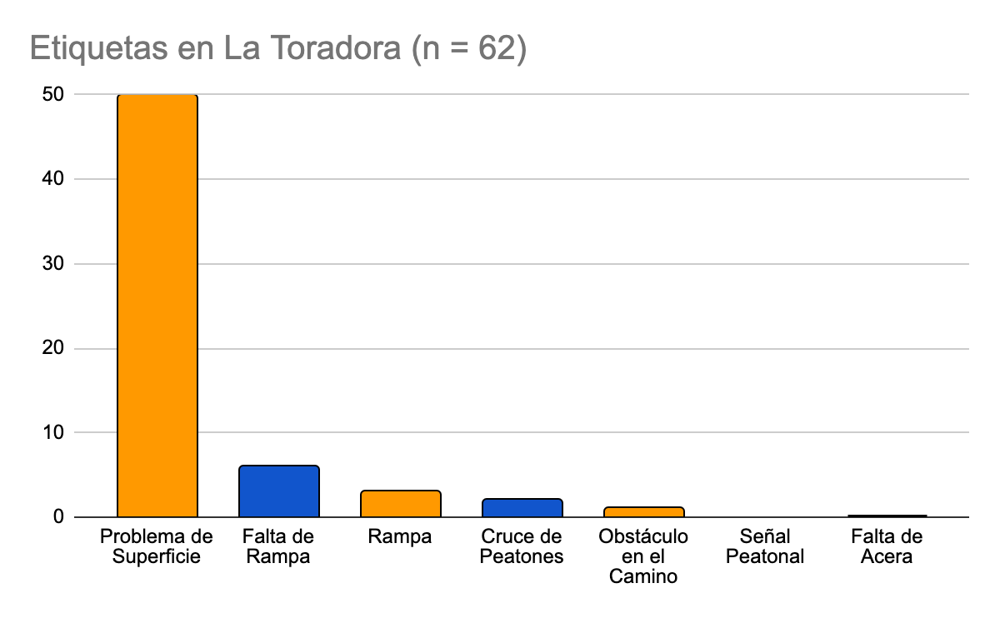 Etiquetas en La Toradora (n = 62)
50
40
30
20
10
0
Problema de
Superficie
Falta de
Rampa
Rampa
Cruce de
Peatones
Obstáculo
en el
Camino
Señal
Peatonal
Falta de
Acera